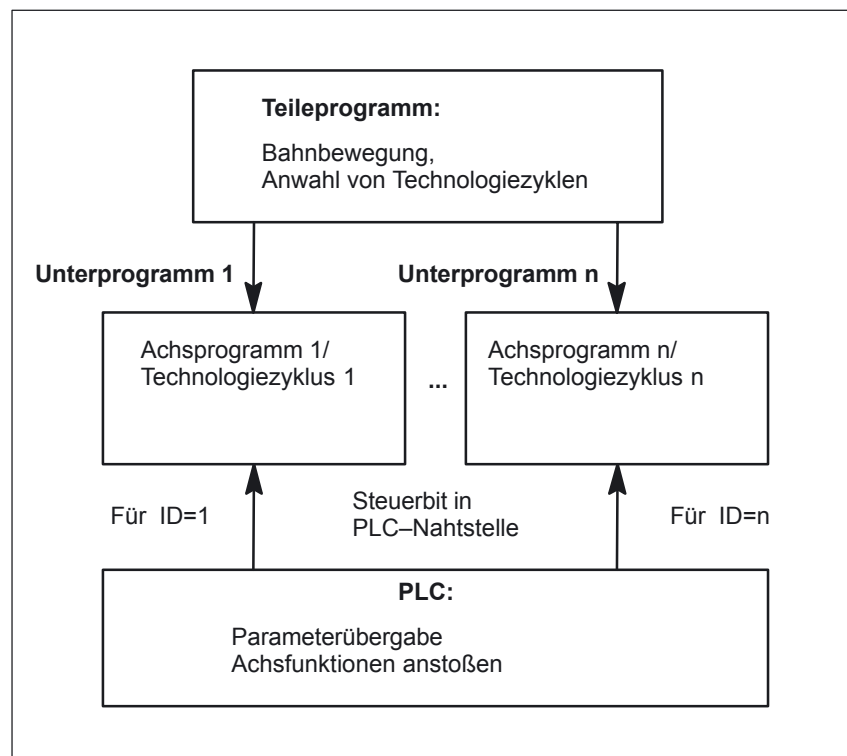 Teileprogramm:
Bahnbewegung,
Anwahl von Technologiezyklen
Unterprogramm 1
Unterprogramm n
Achsprogramm 1/
Technologiezyklus 1
...
Achsprogramm n/
Technologiezyklus n
Für ID=1
Steuerbit in
PLC–Nahtstelle
Für ID=n
PLC:
Parameterübergabe
Achsfunktionen anstoßen